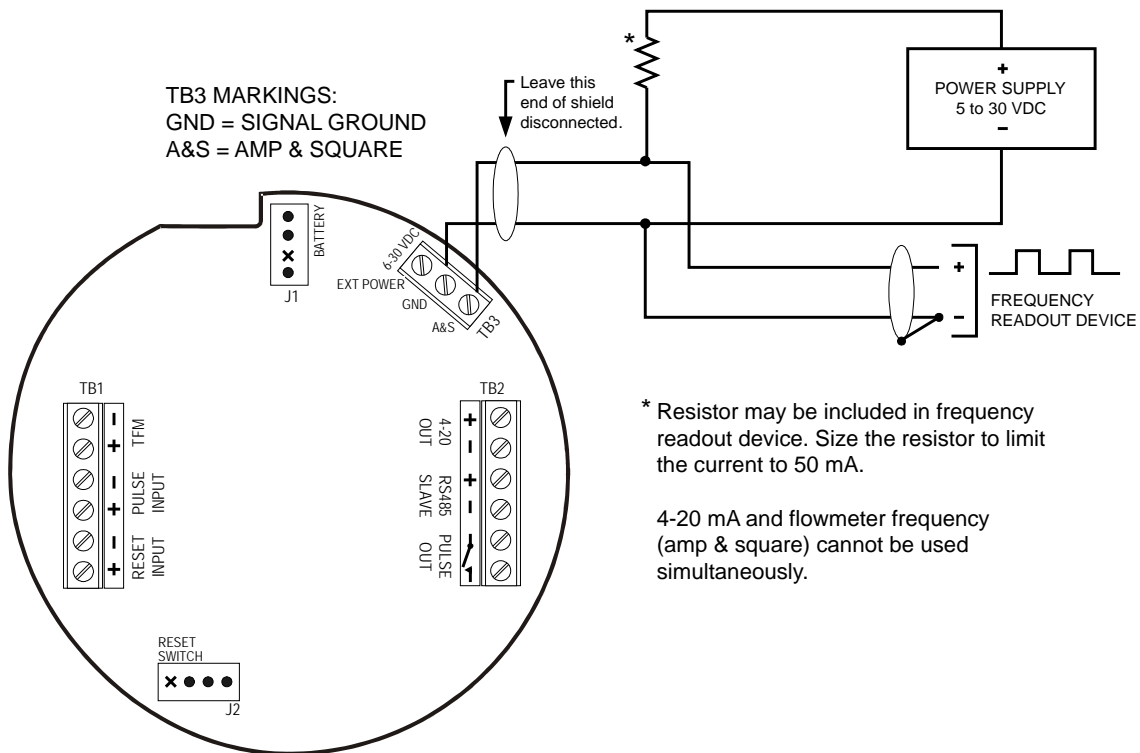 *
POWER SUPPLY
5 to 30 VDC
+
–
Leave this
end of shield
disconnected.
TB3 MARKINGS:
GND = SIGNAL GROUND
A&S = AMP & SQUARE
BATTERY
J1
6-30 VDC
EXT POWER
GND
A&S
TB3
+
–
FREQUENCY
READOUT DEVICE
TB1
–
+
TFM
–
+
PULSE
INPUT
–
+
RESET
INPUT
TB2
+
–
4-20
OUT
+
–
RS485
SLAVE
PULSE
OUT
* Resistor may be included in frequency
readout device. Size the resistor to limit
the current to 50 mA.
4-20 mA and flowmeter frequency
(amp & square) cannot be used
simultaneously.
RESET
SWITCH
J2